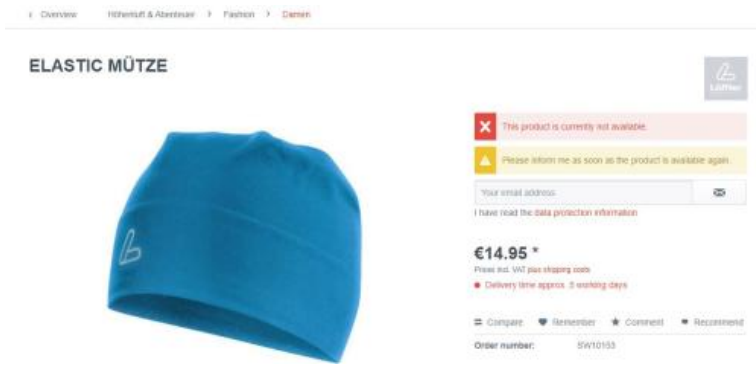 ‹ Overview Höhenluft & Abenteuer › Fashion › Damen
ELASTIC MÜTZE
Löffler
This product is currently not available.
Please inform me as soon as the product is available again.
Your email address
I have read the data protection information
€14.95 *
Prices incl. VAT plus shipping costs
Delivery time approx. 5 working days
Compare Remember Comment Recommend
Order number: SW10153